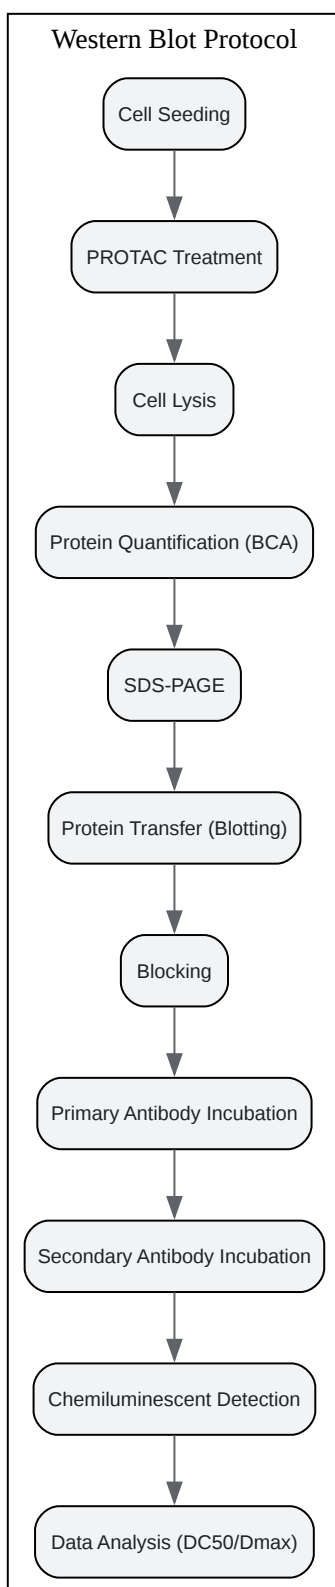 Western Blot Protocol
Cell Seeding
PROTAC Treatment
Cell Lysis
Protein Quantification (BCA)
SDS-PAGE
Protein Transfer (Blotting)
Blocking
Primary Antibody Incubation
Secondary Antibody Incubation
Chemiluminescent Detection
Data Analysis (DC50/Dmax)